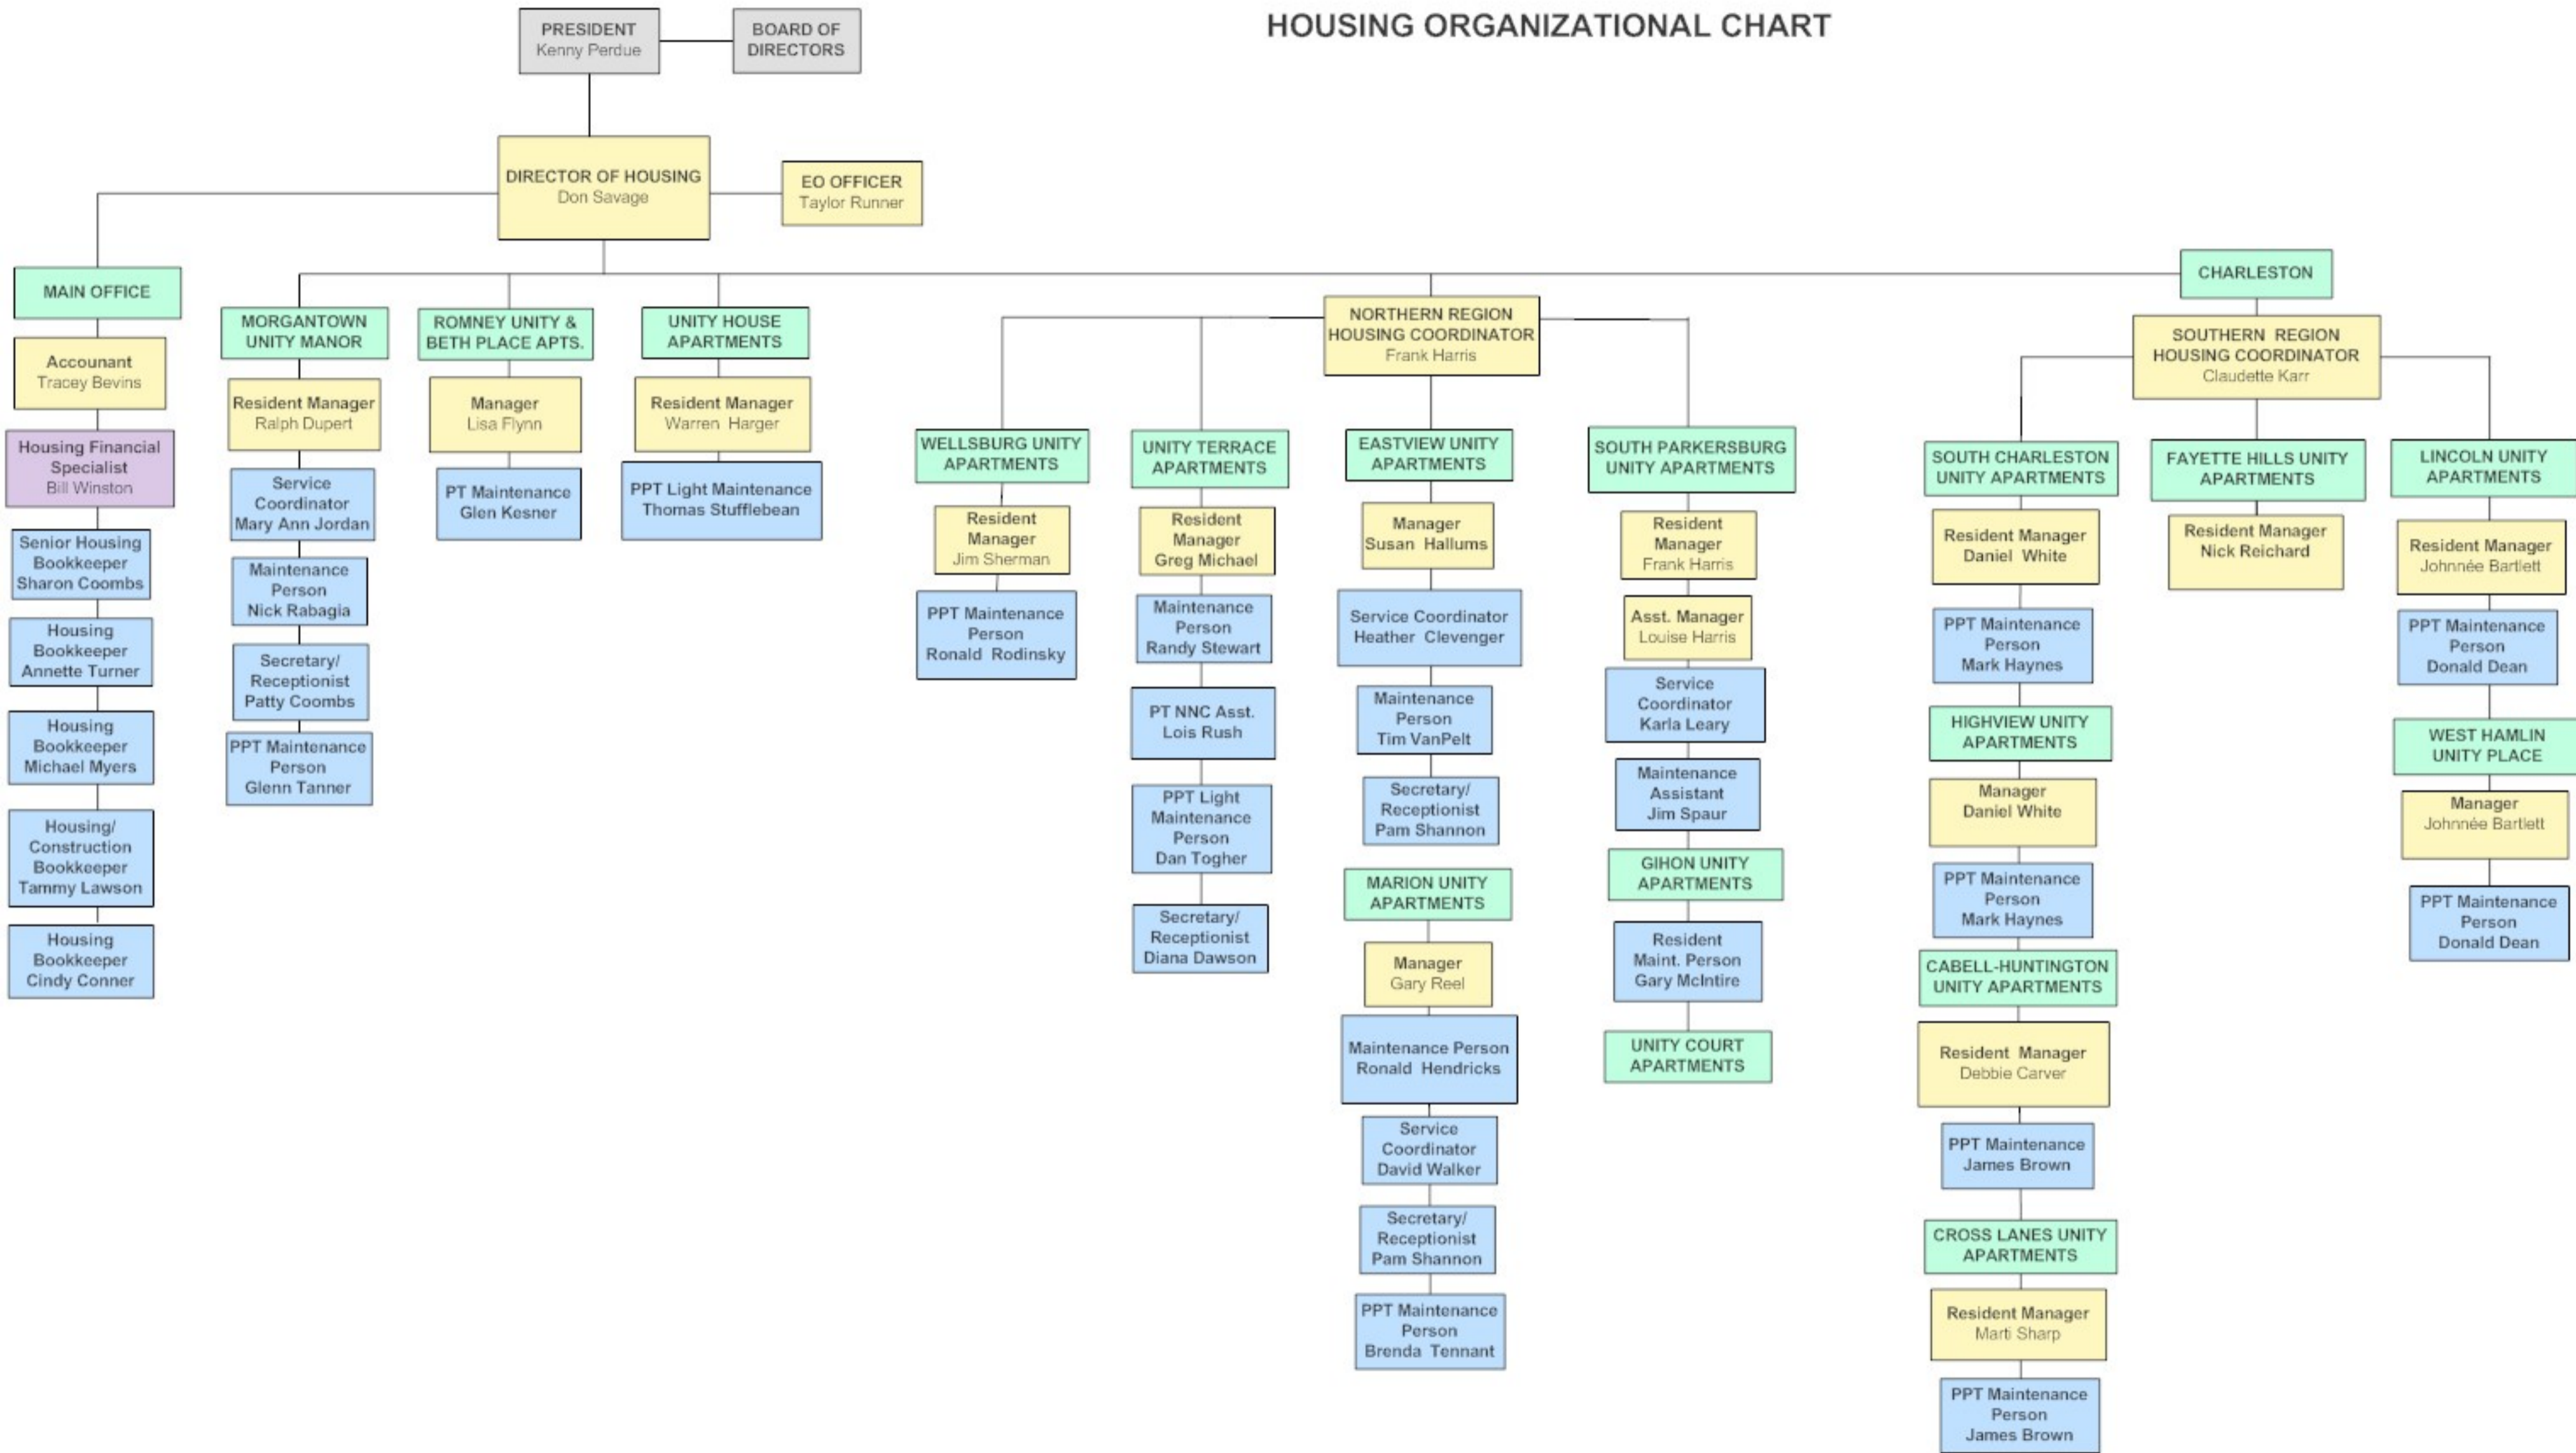 HOUSING ORGANIZATIONAL CHART
PRESIDENT
Kenny Perdue
BOARD OF
DIRECTORS
DIRECTOR OF HOUSING
Don Savage
EO OFFICER
Taylor Runner
MAIN OFFICE
Accounant
Tracey Bevins
Housing Financial
Specialist
Bill Winston
Senior Housing
Bookkeeper
Sharon Coombs
Housing
Bookkeeper
Annette Turner
Housing
Bookkeeper
Michael Myers
Housing/
Construction
Bookkeeper
Tammy Lawson
Housing
Bookkeeper
Cindy Conner
MORGANTOWN
UNITY MANOR
Resident Manager
Ralph Dupert
Service
Coordinator
Mary Ann Jordan
Maintenance
Person
Nick Rabagia
Secretary/
Receptionist
Patty Coombs
PPT Maintenance
Person
Glenn Tanner
ROMNEY UNITY &
BETH PLACE APTS.
Manager
Lisa Flynn
PT Maintenance
Glen Kesner
UNITY HOUSE
APARTMENTS
Resident Manager
Warren Harger
PPT Light Maintenance
Thomas Stufflebean
NORTHERN REGION
HOUSING COORDINATOR
Frank Harris
WELLSBURG UNITY
APARTMENTS
Resident
Manager
Jim Sherman
PPT Maintenance
Person
Ronald Rodinsky
UNITY TERRACE
APARTMENTS
Resident
Manager
Greg Michael
Maintenance
Person
Randy Stewart
PT NNC Asst.
Lois Rush
PPT Light
Maintenance
Person
Dan Togher
Secretary/
Receptionist
Diana Dawson
EASTVIEW UNITY
APARTMENTS
Manager
Susan Hallums
Service Coordinator
Heather Clevenger
Maintenance
Person
Tim VanPelt
Secretary/
Receptionist
Pam Shannon
MARION UNITY
APARTMENTS
Manager
Gary Reel
Maintenance Person
Ronald Hendricks
Service
Coordinator
David Walker
Secretary/
Receptionist
Pam Shannon
PPT Maintenance
Person
Brenda Tennant
SOUTH PARKERSBURG
UNITY APARTMENTS
Resident
Manager
Frank Harris
Asst. Manager
Louise Harris
Service
Coordinator
Karla Leary
Maintenance
Assistant
Jim Spaur
GIHON UNITY
APARTMENTS
Resident
Maint. Person
Gary McIntire
UNITY COURT
APARTMENTS
CHARLESTON
SOUTHERN REGION
HOUSING COORDINATOR
Claudette Karr
SOUTH CHARLESTON
UNITY APARTMENTS
Resident Manager
Daniel White
PPT Maintenance
Person
Mark Haynes
HIGHVIEW UNITY
APARTMENTS
Manager
Daniel White
PPT Maintenance
Person
Mark Haynes
CABELL-HUNTINGTON
UNITY APARTMENTS
Resident Manager
Debbie Carver
PPT Maintenance
James Brown
CROSS LANES UNITY
APARTMENTS
Resident Manager
Marti Sharp
PPT Maintenance
Person
James Brown
FAYETTE HILLS UNITY
APARTMENTS
Resident Manager
Nick Reichard
LINCOLN UNITY
APARTMENTS
Resident Manager
Johnnée Bartlett
PPT Maintenance
Person
Donald Dean
WEST HAMLIN
UNITY PLACE
Manager
Johnnée Bartlett
PPT Maintenance
Person
Donald Dean